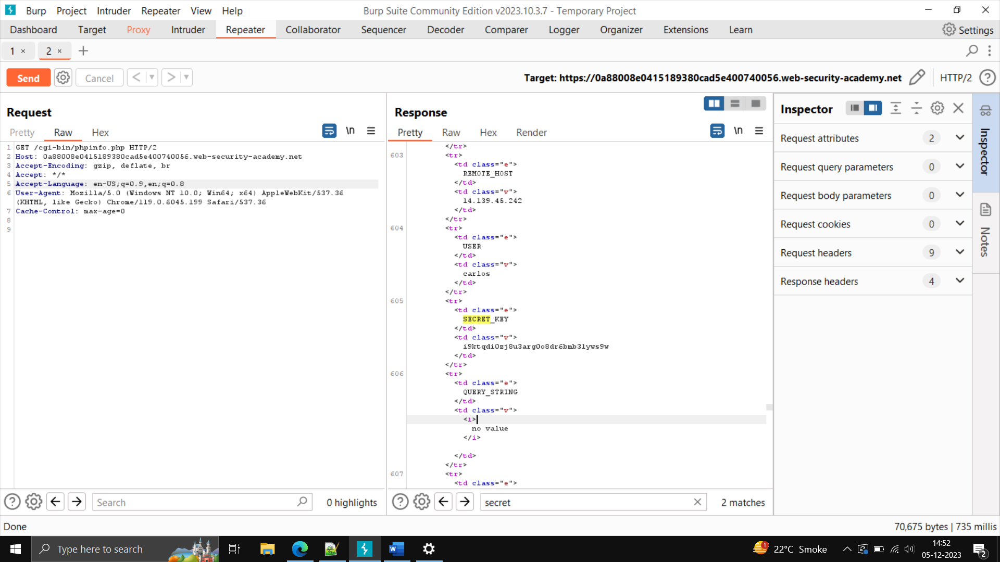 Burp Project Intruder Repeater View Help Burp Suite Community Edition v2023.10.3.7 - Temporary Project
Dashboard Target Proxy Intruder Repeater Collaborator Sequencer Decoder Comparer Logger Organizer Extensions Learn Settings
1 × 2 × +
Send Cancel < > Target: https://0a88008e0415189380cad5e400740056.web-security-academy.net HTTP/2 ?
Request
Pretty Raw Hex \n
1 GET /cgi-bin/phpinfo.php HTTP/2
2 Host: 0a88008e0415189380cad5e400740056.web-security-academy.net
3 Accept-Encoding: gzip, deflate, br
4 Accept: */*
5 Accept-Language: en-US;q=0.9,en;q=0.8
6 User-Agent: Mozilla/5.0 (Windows NT 10.0; Win64; x64) AppleWebKit/537.36
(KHTML, like Gecko) Chrome/119.0.6045.199 Safari/537.36
7 Cache-Control: max-age=0
8
9
? Search 0 highlights
Response
Pretty Raw Hex Render \n
</tr>
603 <tr>
<td class="e">
REMOTE_HOST
</td>
<td class="v">
14.139.45.242
</td>
</tr>
604 <tr>
<td class="e">
USER
</td>
<td class="v">
carlos
</td>
</tr>
605 <tr>
<td class="e">
SECRET_KEY
</td>
<td class="v">
i9ktqdi0zj8u3arg0o8dr6bmb3lyws9w
</td>
</tr>
606 <tr>
<td class="e">
QUERY_STRING
</td>
<td class="v">
<i>
no value
</i>
</td>
</tr>
607 <tr>
<td class="e">
? secret 2 matches
Inspector
Request attributes 2
Request query parameters 0
Request body parameters 0
Request cookies 0
Request headers 9
Response headers 4
Inspector
Notes
Done 70,675 bytes | 735 millis
Type here to search 1 22°C Smoke 14:52
05-12-2023 2